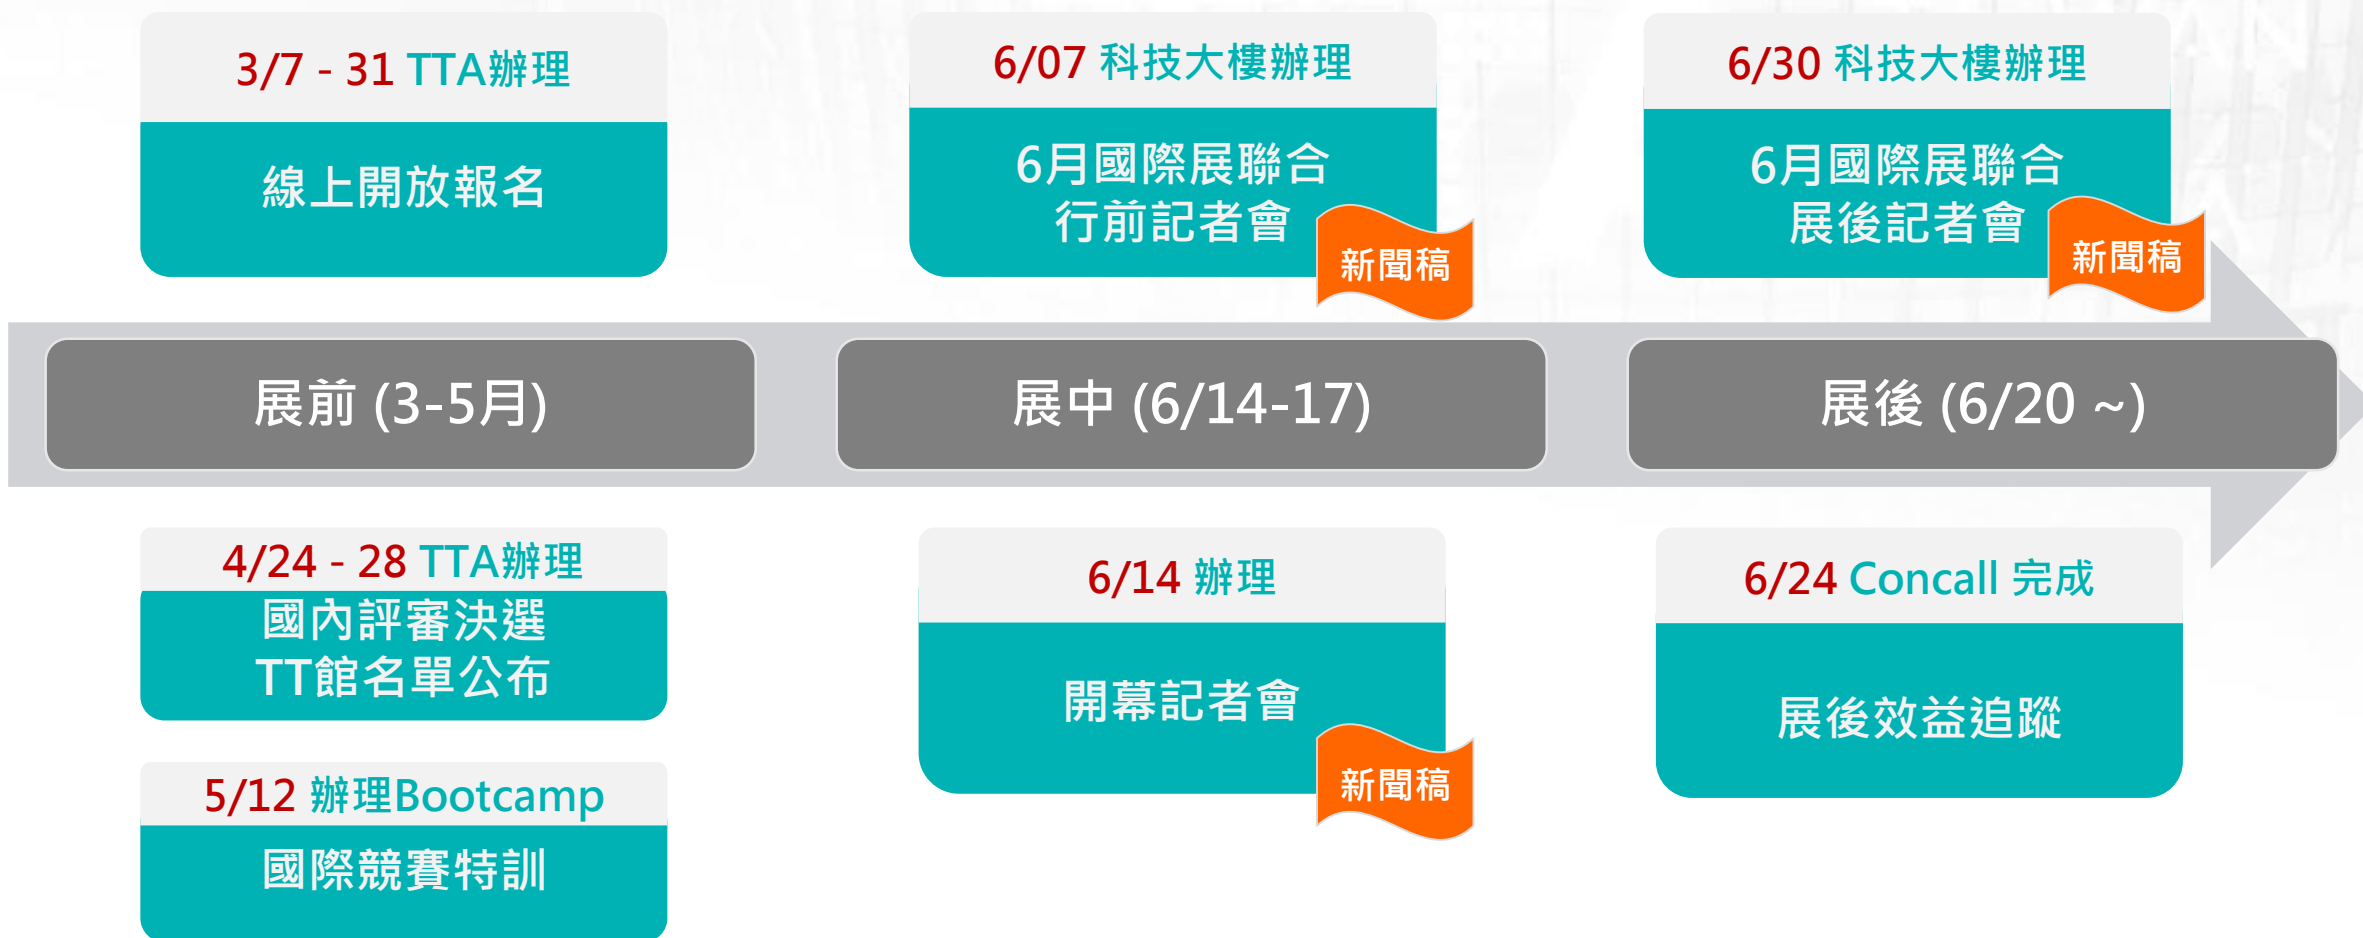 3/7 - 31 TTA辦理
線上開放報名
6/07 科技大樓辦理
6月國際展聯合
行前記者會
新聞稿
6/30 科技大樓辦理
6月國際展聯合
展後記者會
新聞稿
展前 (3-5月)
展中 (6/14-17)
展後 (6/20 ~)
4/24 - 28 TTA辦理
國內評審決選
TT館名單公布
5/12 辦理Bootcamp
國際競賽特訓
6/14 辦理
開幕記者會
新聞稿
6/24 Concall 完成
展後效益追蹤